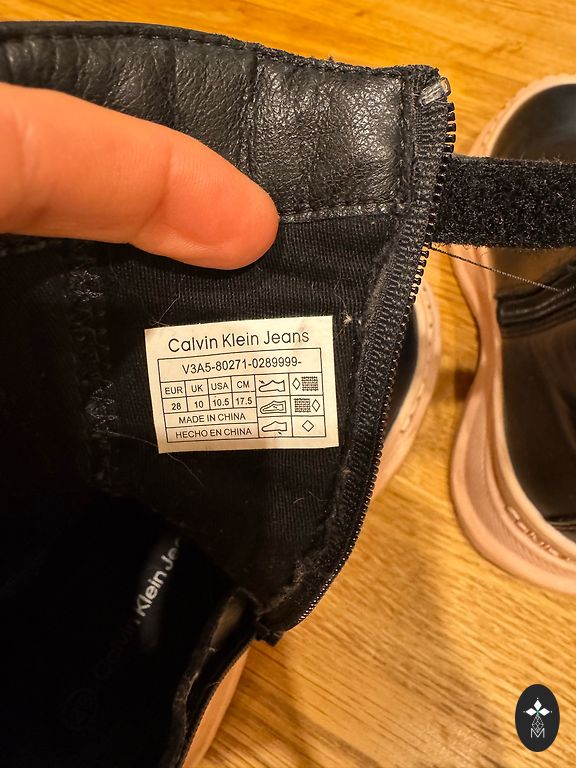 Calvin Klein Jeans
V3A5-80271-0289999-
EUR UK USA CM
28 10 10.5 17.5
MADE IN CHINA
HECHO EN CHINA
Calvin Klein Je
M